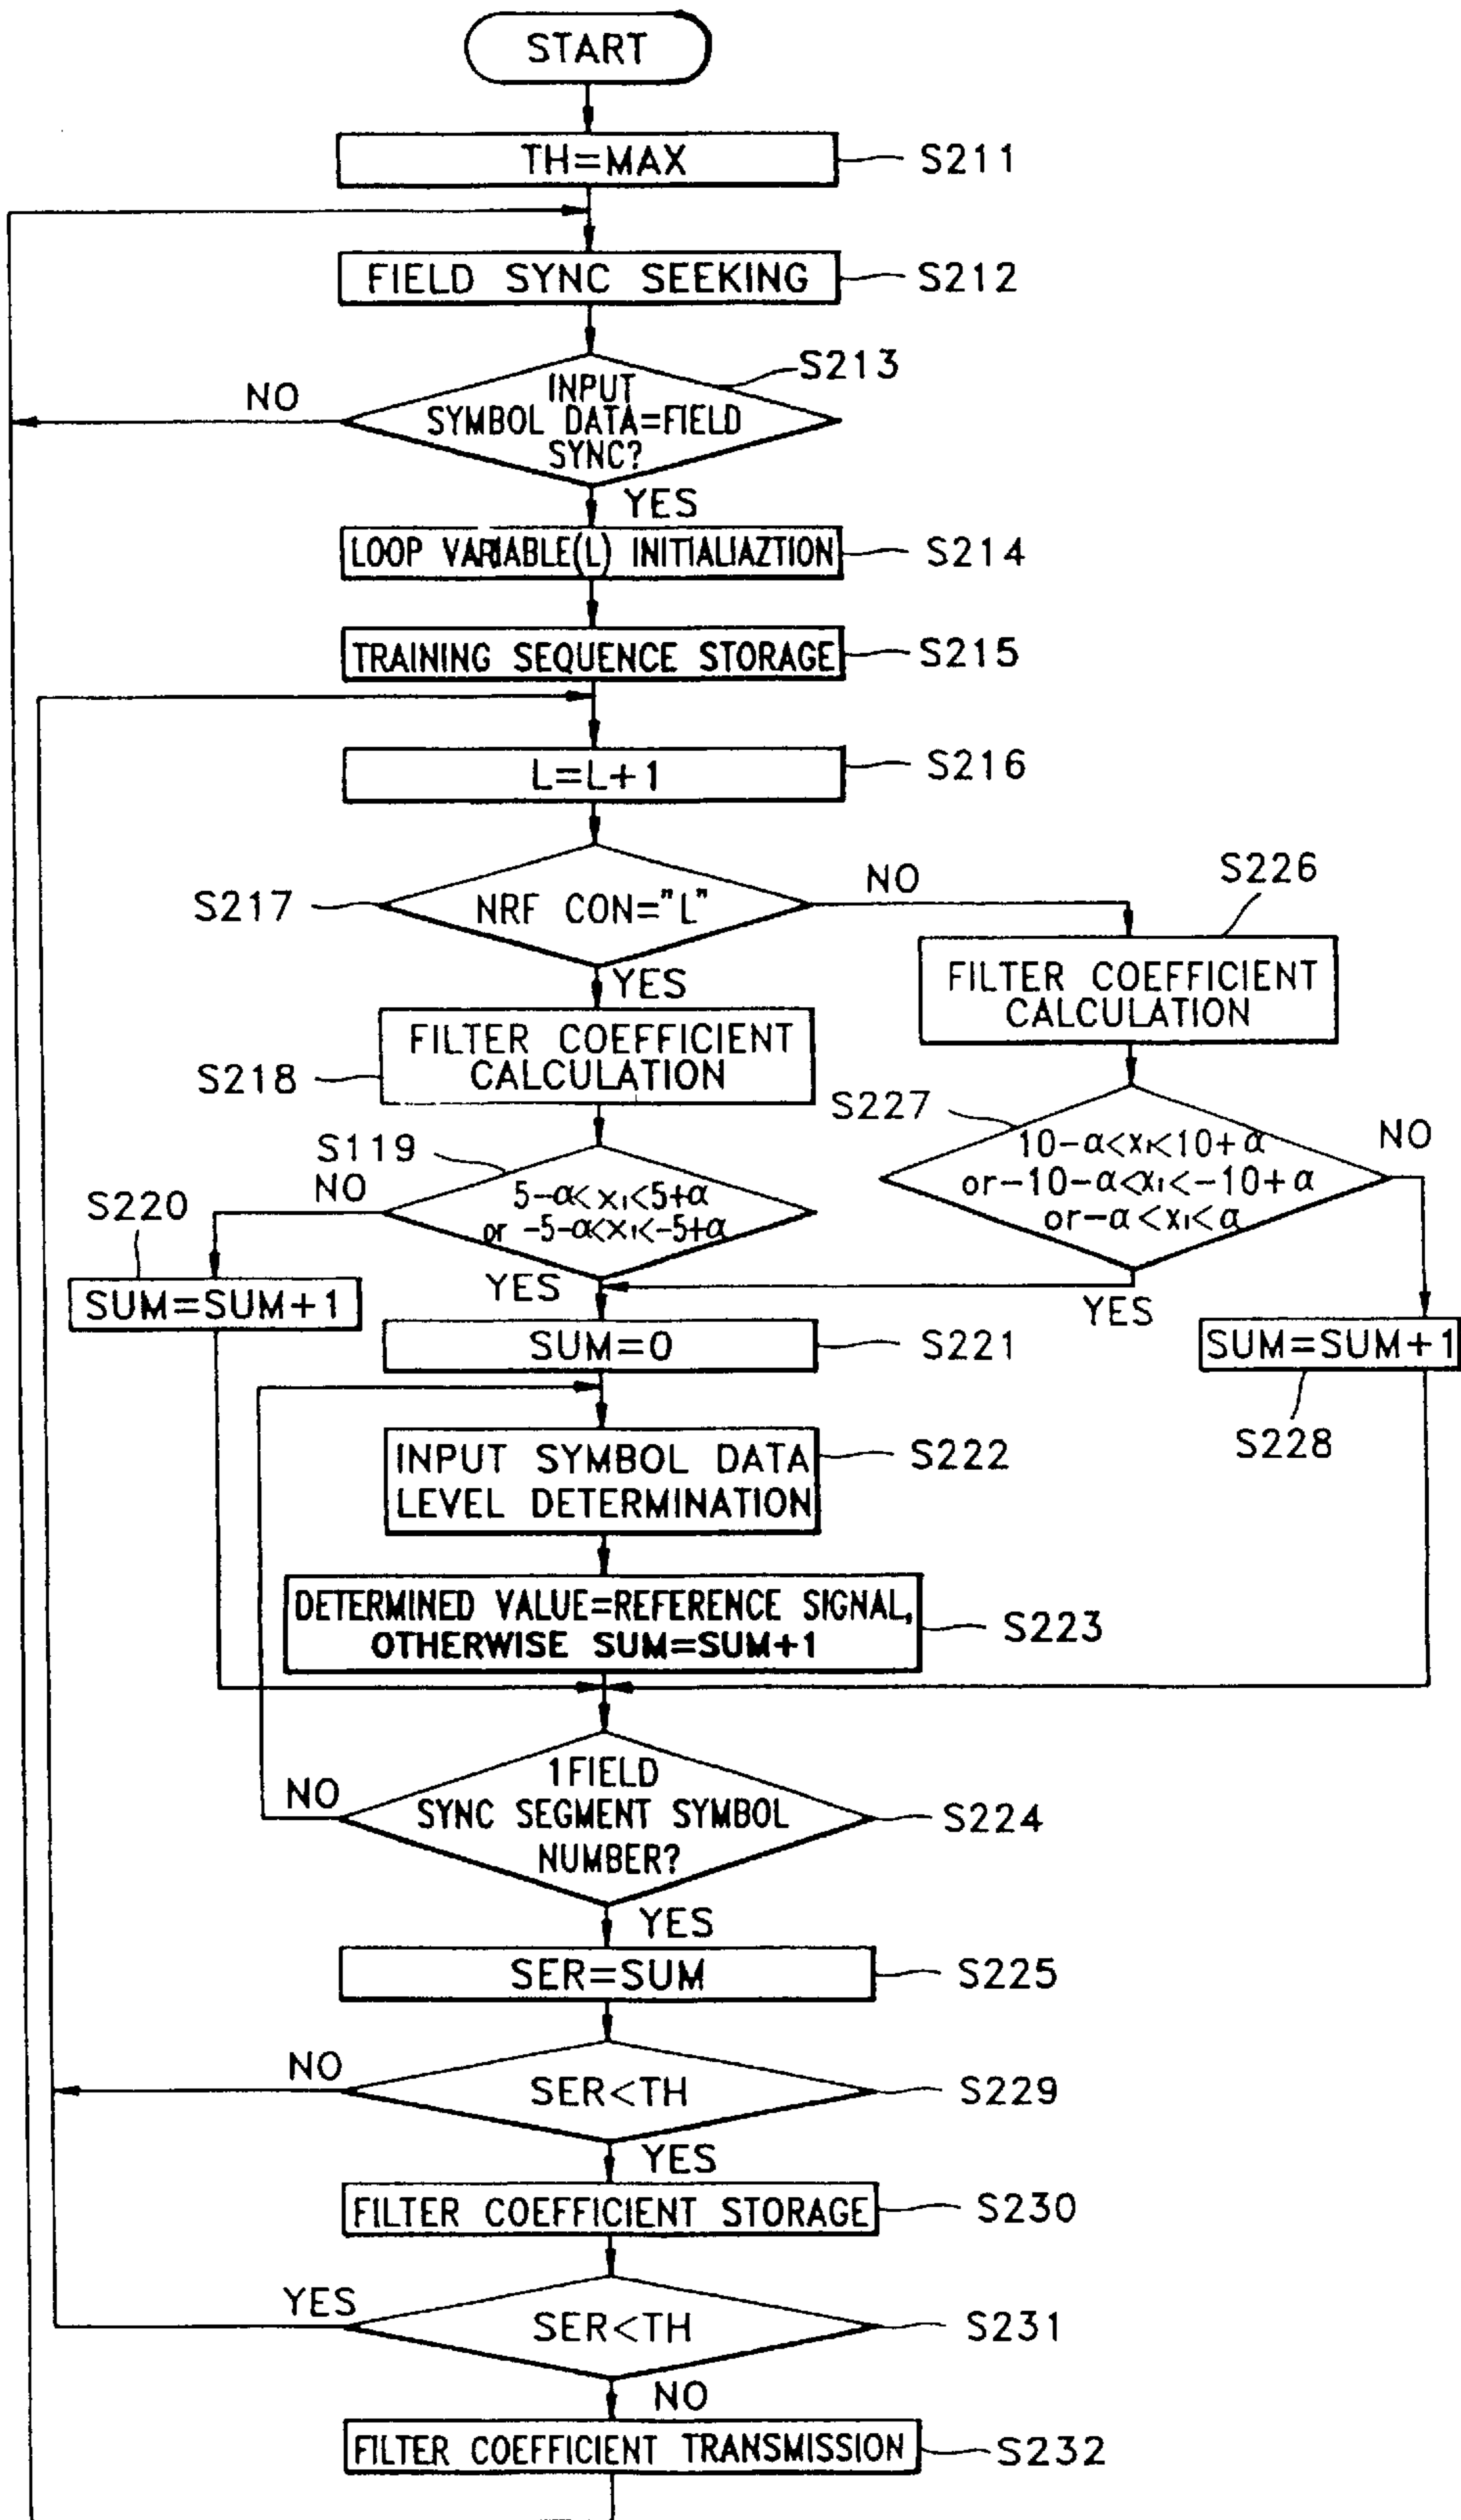 START
TH=MAX
S211
FIELD SYNC SEEKING
S212
S213
INPUT
SYMBOL DATA=FIELD
SYNC?
NO
YES
LOOP VARIABLE(L) INITIALIAZTION
S214
TRAINING SEQUENCE STORAGE
S215
L=L+1
S216
S217
NRF CON="L"
NO
YES
S226
FILTER COEFFICIENT
CALCULATION
S218
FILTER COEFFICIENT
CALCULATION
S227
10-α<xı<10+α
or-10-α<xı<-10+α
or-α<xı<α
NO
YES
S119
NO
5-α<xı<5+α
or -5-α<xı<-5+α
YES
S220
SUM=SUM+1
SUM=0
S221
SUM=SUM+1
S228
INPUT SYMBOL DATA
LEVEL DETERMINATION
S222
DETERMINED VALUE=REFERENCE SIGNAL,
OTHERWISE SUM=SUM+1
S223
1FIELD
SYNC SEGMENT SYMBOL
NUMBER?
NO
S224
YES
SER=SUM
S225
NO
SER<TH
S229
YES
FILTER COEFFICIENT STORAGE
S230
YES
SER<TH
S231
NO
FILTER COEFFICIENT TRANSMISSION
S232